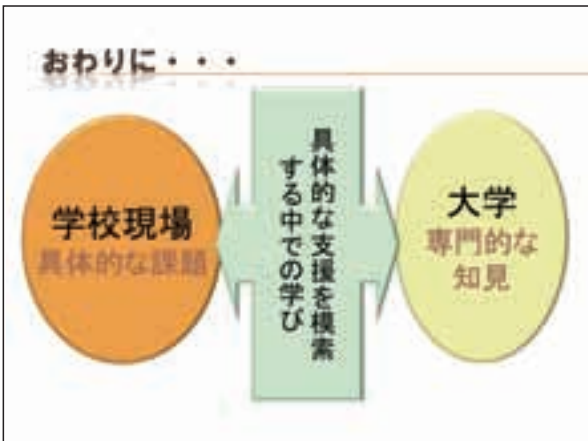 おわりに・・・
学校現場
具体的な課題
具体的な支援を模索
する中での学び
大学
専門的な
知見